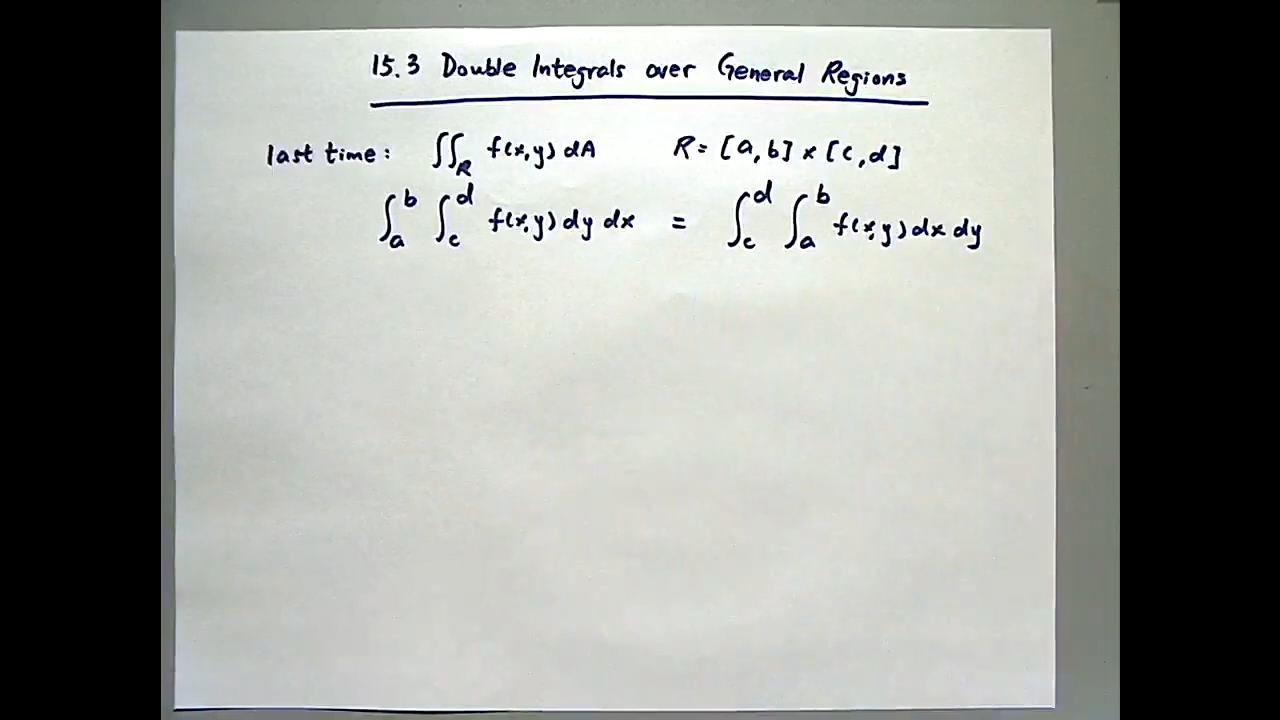 15.3 Double Integrals over General Regions
last time: ∬_R f(x,y) dA R = [a,b] × [c,d]
∫_a^b ∫_c^d f(x,y) dy dx = ∫_c^d ∫_a^b f(x,y) dx dy